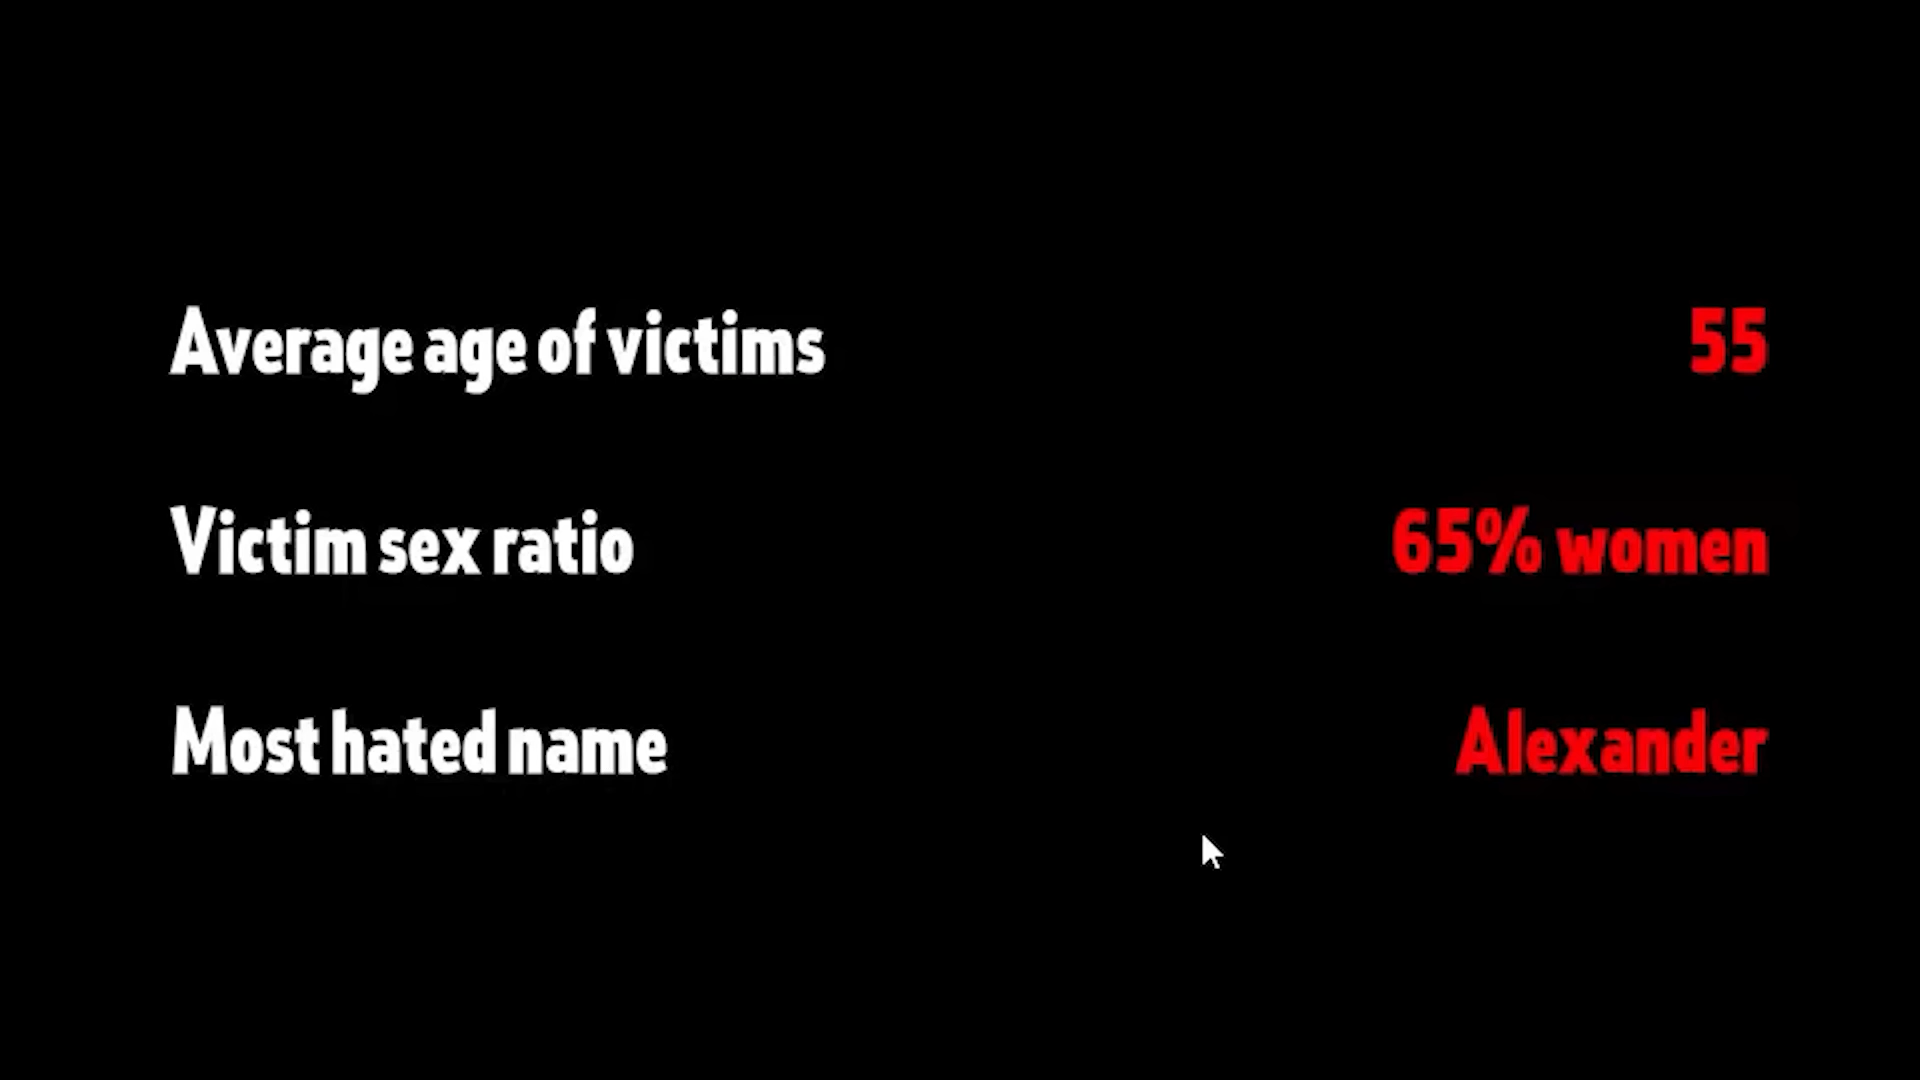 Average age of victims 55
Victim sex ratio 65% women
Most hated name Alexander